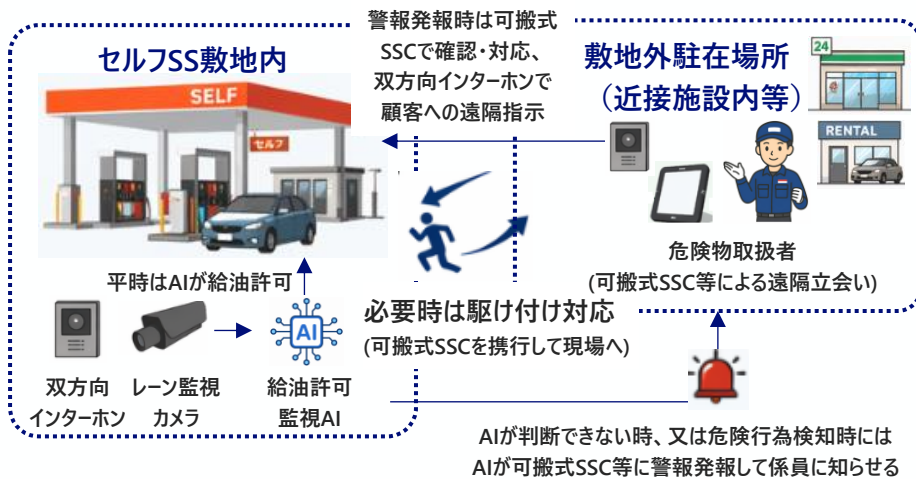 警報発報時は可搬式
SSCで確認・対応、
双方向インターホンで
顧客への遠隔指示
セルフSS敷地内
SELF
セルフ
敷地外駐在場所
(近接施設内等)
24
RENTAL
危険物取扱者
(可搬式SSC等による遠隔立会い)
平時はAIが給油許可
AI
双方向
インターホン
レーン監視
カメラ
給油許可
監視AI
必要時は駆け付け対応
(可搬式SSCを携行して現場へ)
AIが判断できない時、又は危険行為検知時には
AIが可搬式SSC等に警報発報して係員に知らせる